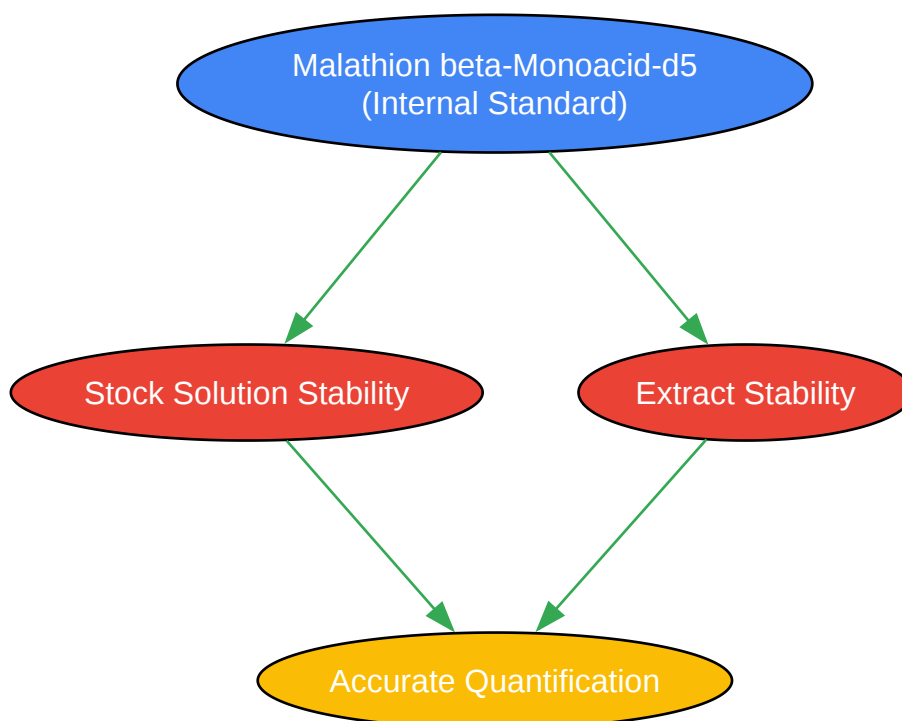 Malathion beta-Monoacid-d5
(Internal Standard)
Stock Solution Stability
Extract Stability
Accurate Quantification